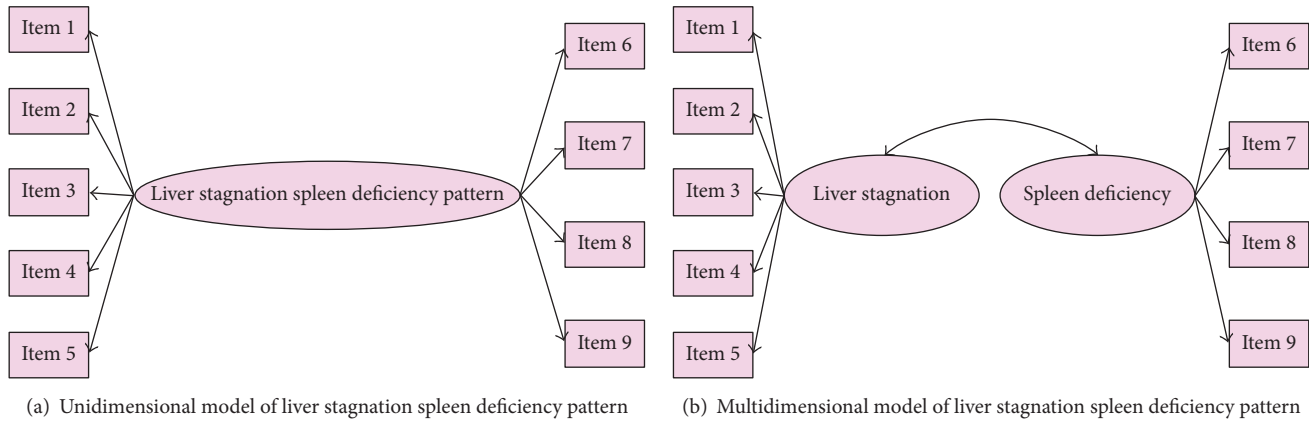 Item 1
Item 2
Item 3
Item 4
Item 5
Liver stagnation spleen deficiency pattern
Item 6
Item 7
Item 8
Item 9
(a) Unidimensional model of liver stagnation spleen deficiency pattern
Item 1
Item 2
Item 3
Item 4
Item 5
Liver stagnation
Spleen deficiency
Item 6
Item 7
Item 8
Item 9
(b) Multidimensional model of liver stagnation spleen deficiency pattern